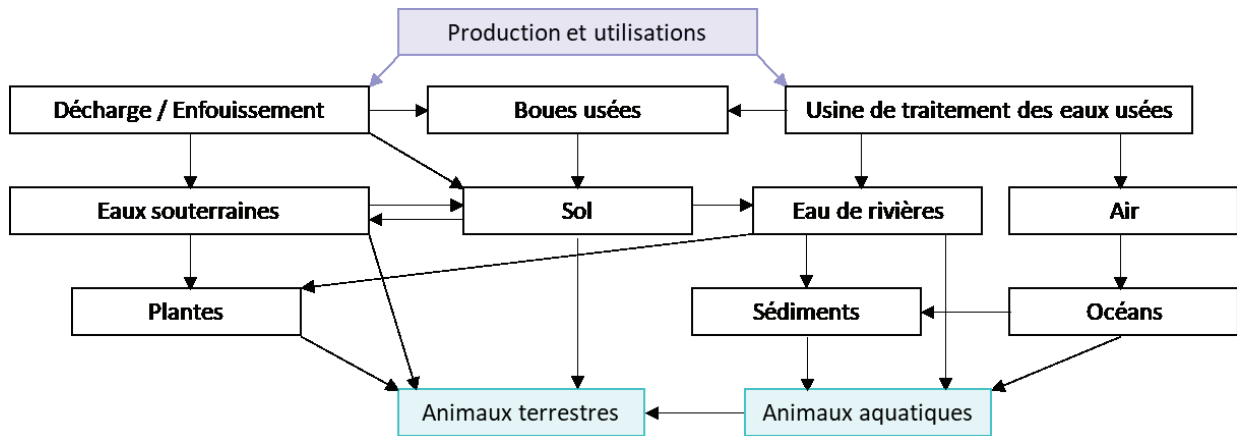 Production et utilisations
Décharge / Enfouissement
Boues usées
Usine de traitement des eaux usées
Eaux souterraines
Sol
Eau de rivières
Air
Plantes
Sédiments
Océans
Animaux terrestres
Animaux aquatiques